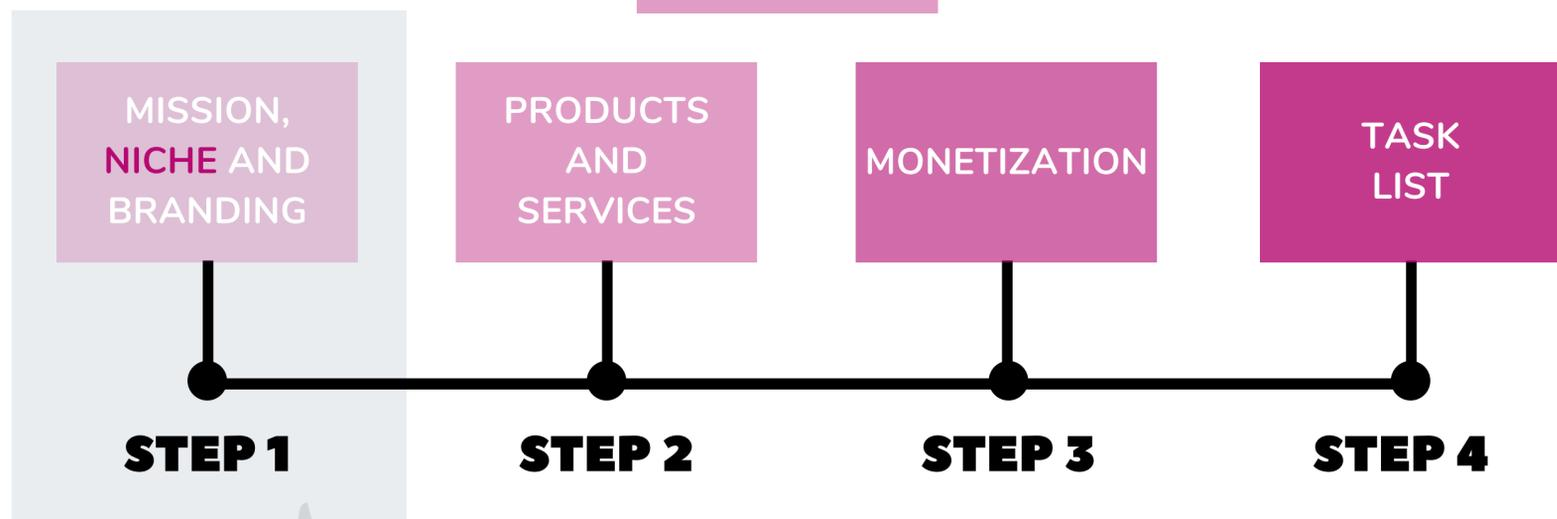 MISSION,
NICHE AND
BRANDING
PRODUCTS
AND
SERVICES
MONETIZATION
TASK
LIST
STEP 1
STEP 2
STEP 3
STEP 4